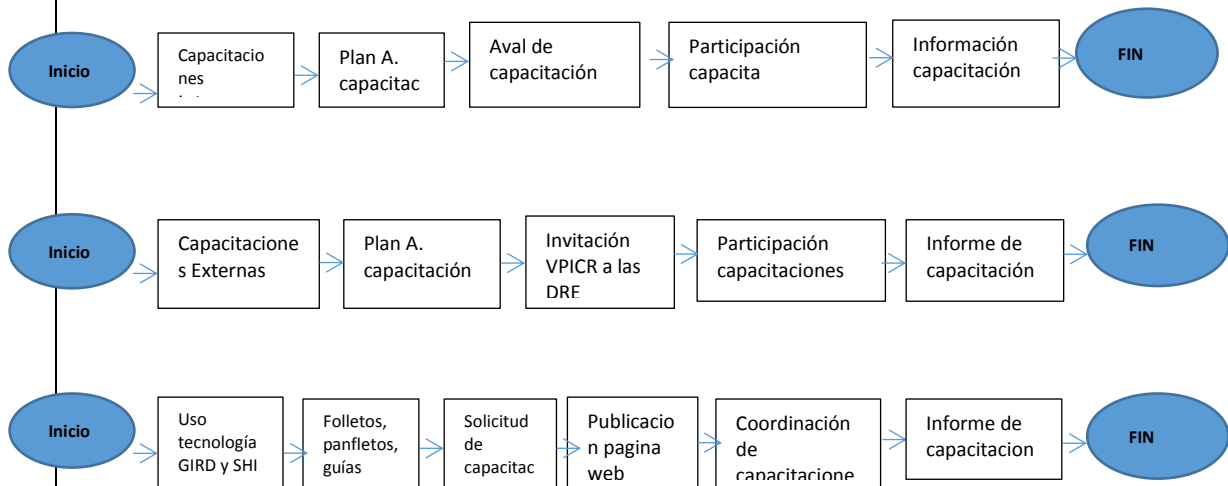 Inicio
Capacitacio
nes
Plan A.
capacitac
Aval de
capacitación
Participación
capacita
Información
capacitación
FIN
Inicio
Capacitacione
s Externas
Plan A.
capacitación
Invitación
VPICR a las
DRE
Participación
capacitaciones
Informe de
capacitación
FIN
Inicio
Uso
tecnología
GIRD y SHI
Folletos,
panfletos,
guías
Solicitud
de
capacitac
Publicacio
n pagina
web
Coordinación
de
capacitacione
Informe de
capacitacion
FIN